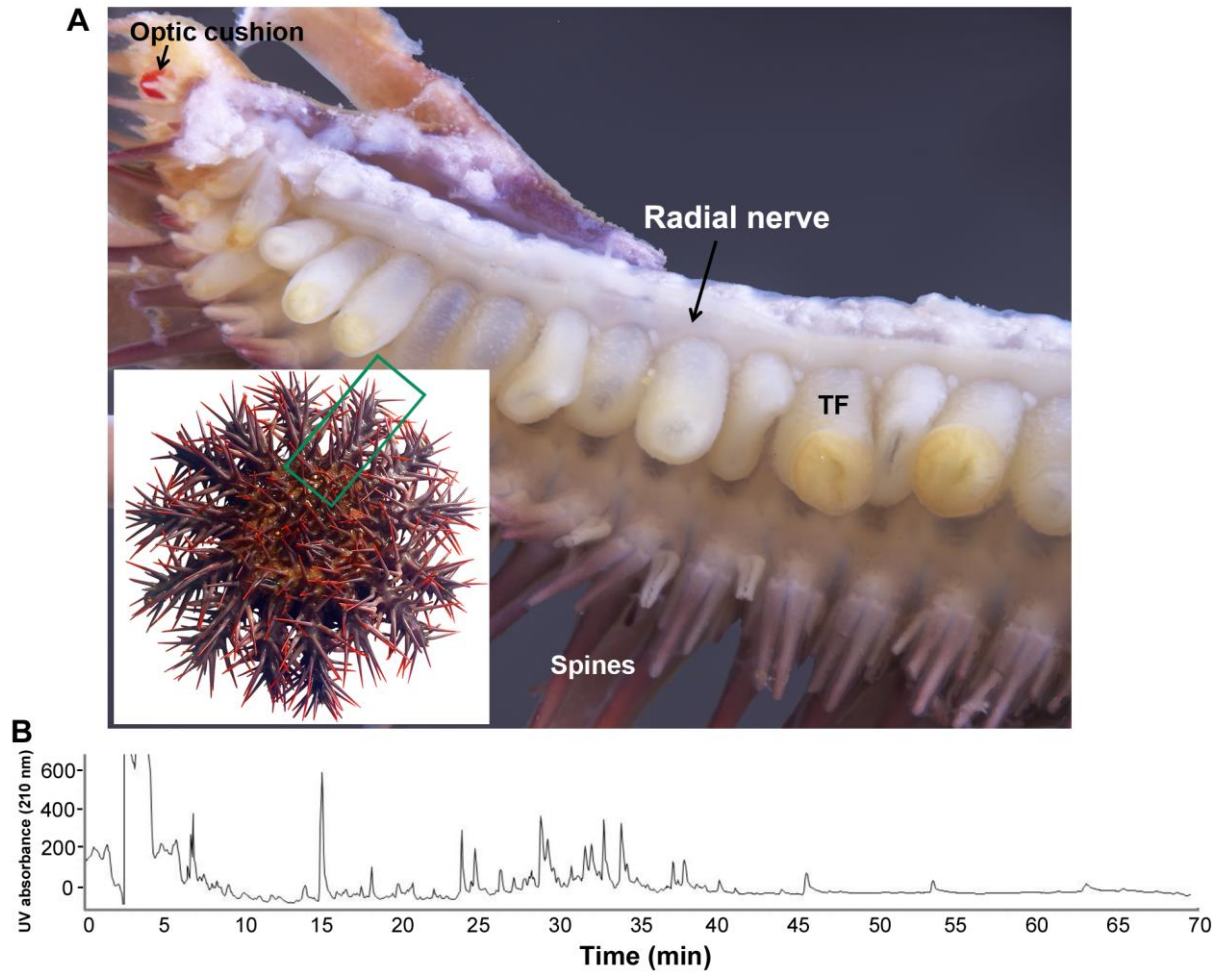 A
Optic cushion
Radial nerve
TF
Spines
B
UV absorbance (210 nm)
600
400
200
0
0 5 10 15 20 25 30 35 40 45 50 55 60 65 70
Time (min)